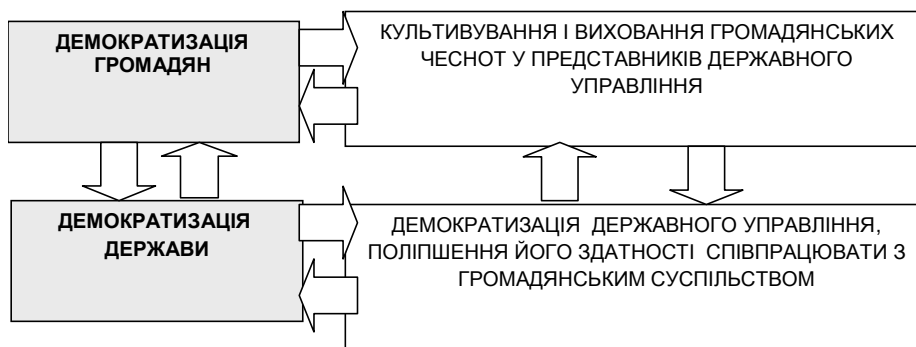 ДЕМОКРАТИЗАЦІЯ
ГРОМАДЯН
КУЛЬТИВУВАННЯ І ВИХОВАННЯ ГРОМАДЯНСЬКИХ
ЧЕСНОТ У ПРЕДСТАВНИКІВ ДЕРЖАВНОГО
УПРАВЛІННЯ
ДЕМОКРАТИЗАЦІЯ
ДЕРЖАВИ
ДЕМОКРАТИЗАЦІЯ ДЕРЖАВНОГО УПРАВЛІННЯ,
ПОЛІПШЕННЯ ЙОГО ЗДАТНОСТІ СПІВПРАЦЮВАТИ З
ГРОМАДЯНСЬКИМ СУСПІЛЬСТВОМ